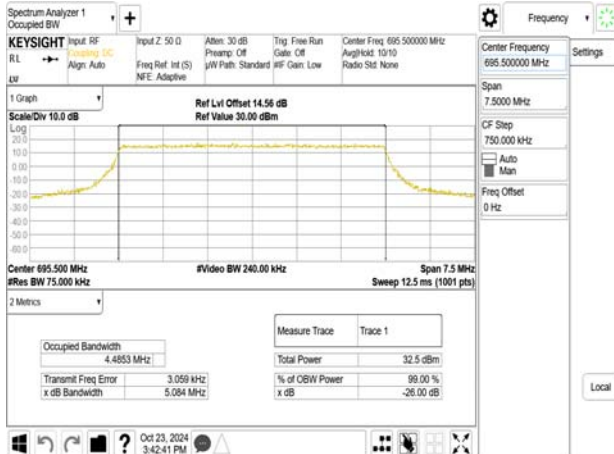 Spectrum Analyzer 1
Occupied BW
+
Frequency
KEYSIGHT
RL
Input: RF
Coupling: DC
Align: Auto
Input Z: 50 Ω
Freq Ref: Int (S)
NFE: Adaptive
Atten: 30 dB
Preamp: Off
µW Path: Standard
Trig: Free Run
Gate: Off
#IF Gain: Low
Center Freq: 695.500000 MHz
Avg|Hold: 10/10
Radio Std: None
Center Frequency
695.500000 MHz
Settings
Span
7.5000 MHz
CF Step
750.000 kHz
Auto
Man
Freq Offset
0 Hz
Local
1 Graph
Scale/Div 10.0 dB
Ref Lvl Offset 14.56 dB
Ref Value 30.00 dBm
Log
20.0
10.0
0.00
-10.0
-20.0
-30.0
-40.0
-50.0
-60.0
Center 695.500 MHz
#Res BW 75.000 kHz
#Video BW 240.00 kHz
Span 7.5 MHz
Sweep 12.5 ms (1001 pts)
2 Metrics
Measure Trace Trace 1
Occupied Bandwidth
4.4853 MHz
Total Power 32.5 dBm
Transmit Freq Error 3.059 kHz
% of OBW Power 99.00 %
x dB Bandwidth 5.084 MHz
x dB -26.00 dB
?
Oct 23, 2024
3:42:41 PM